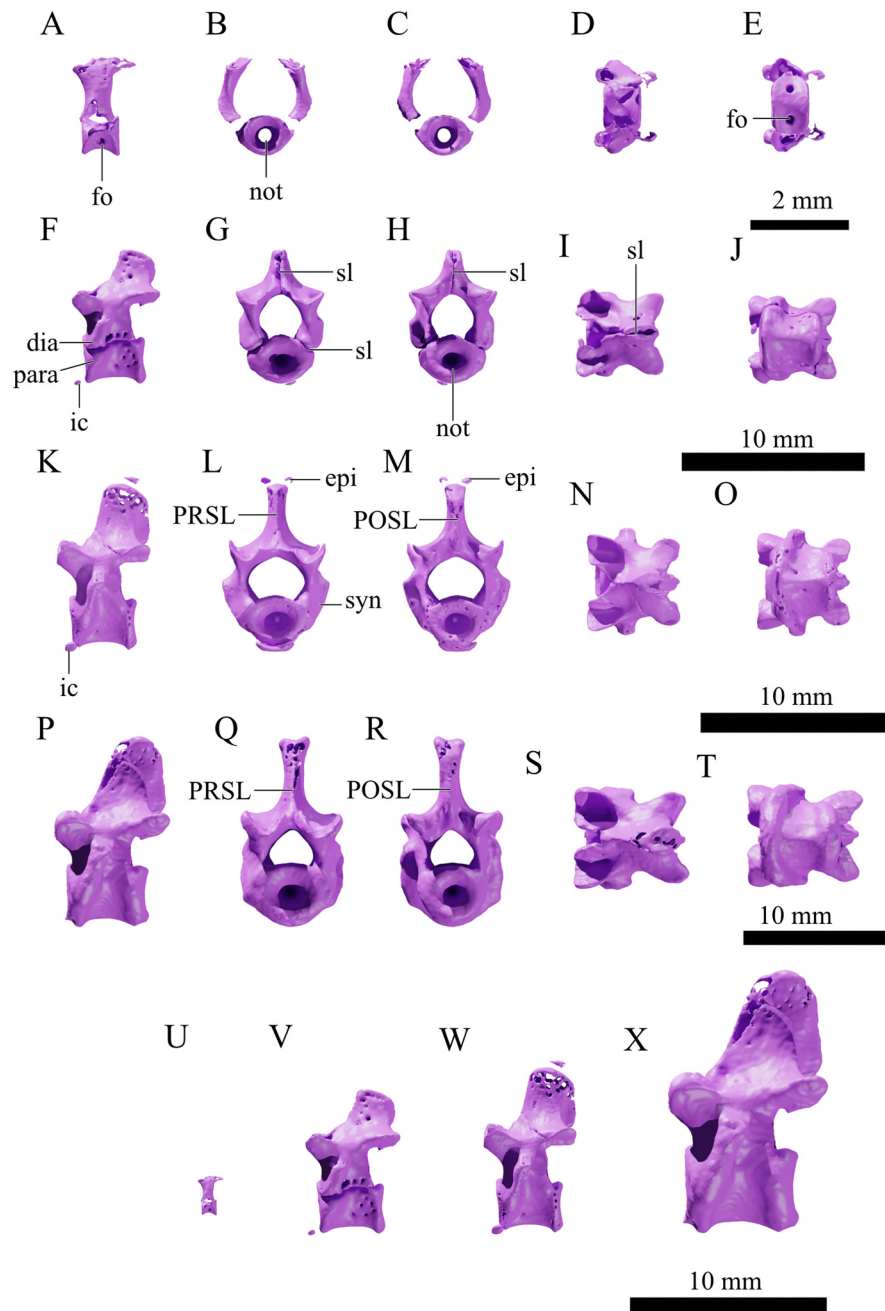 A B C D E
fo
fo not
2 mm
F G H I J
sl sl sl
dia sl
para
ic not
10 mm
K L M N O
epi epi
PRSL POSL
syn
ic
10 mm
P Q R S T
PRSL POSL
10 mm
U V W X
10 mm